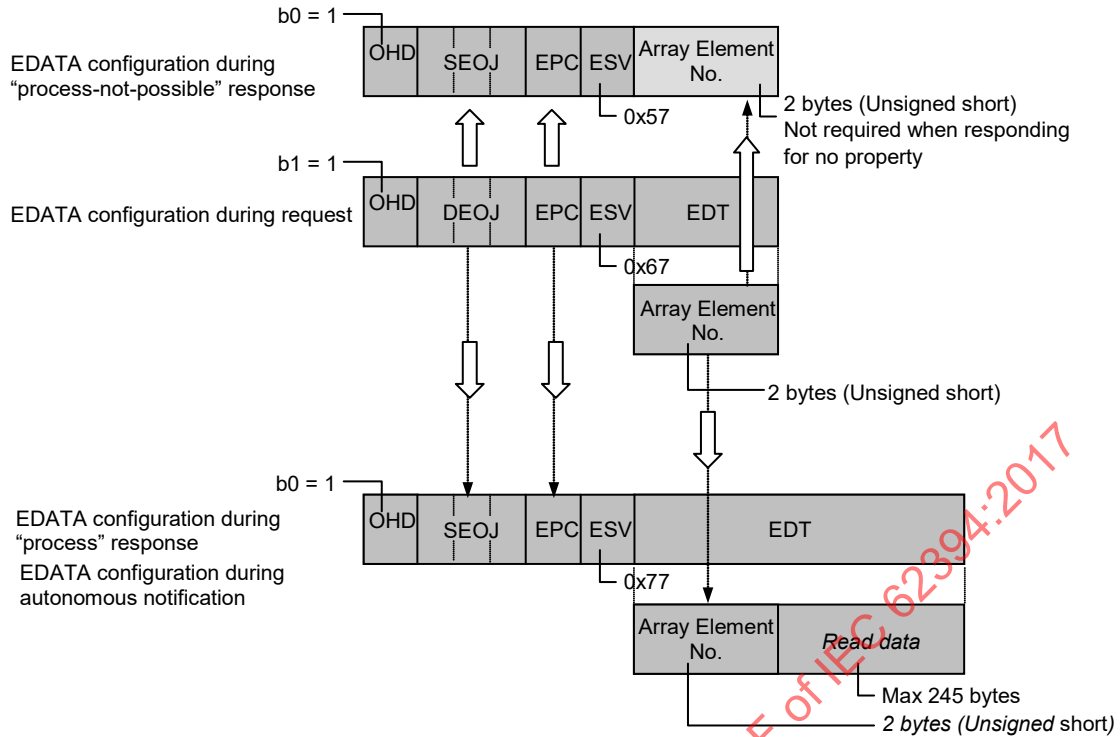 b0 = 1
OHD
SEOJ
EPC
ESV
Array Element
No.
EDATA configuration during
“process-not-possible” response
0x57
2 bytes (Unsigned short)
Not required when responding
for no property
b1 = 1
OHD
DEOJ
EPC
ESV
EDT
EDATA configuration during request
0x67
Array Element
No.
2 bytes (Unsigned short)
b0 = 1
OHD
SEOJ
EPC
ESV
EDT
EDATA configuration during
“process” response
EDATA configuration during
autonomous notification
0x77
Array Element
No.
Read data
Max 245 bytes
2 bytes (Unsigned short)
of IEC 62394:2017